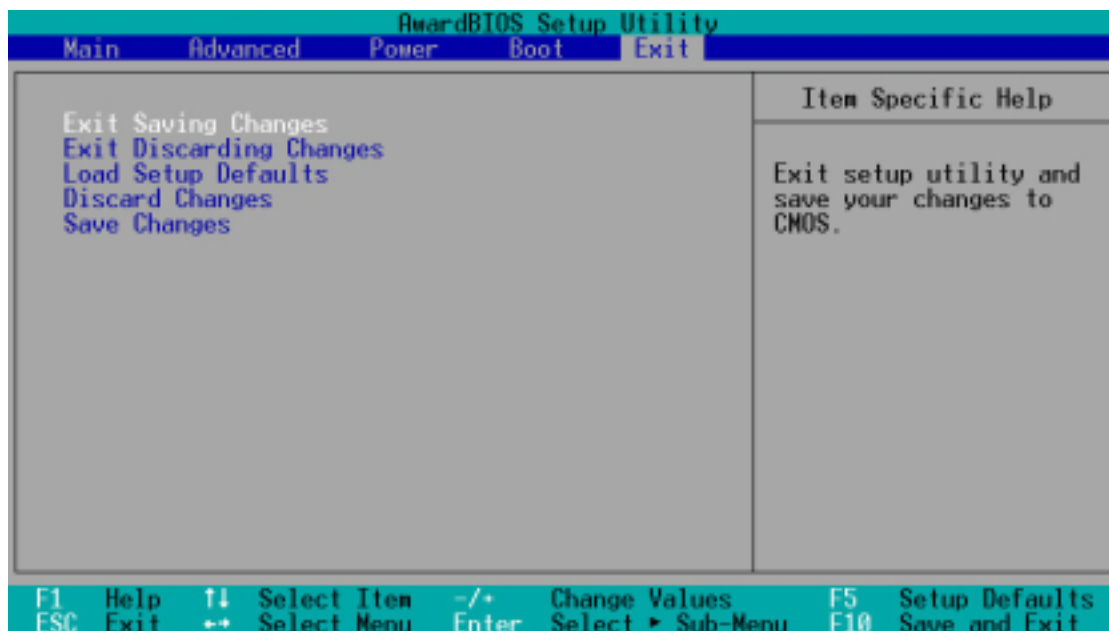 AwardBIOS Setup Utility
Main Advanced Power Boot Exit
Item Specific Help
Exit Saving Changes
Exit Discarding Changes
Load Setup Defaults
Discard Changes
Save Changes
Exit setup utility and
save your changes to
CMOS.
F1 Help ↑↓ Select Item -/+ Change Values F5 Setup Defaults
ESC Exit ←→ Select Menu Enter Select ► Sub-Menu F10 Save and Exit